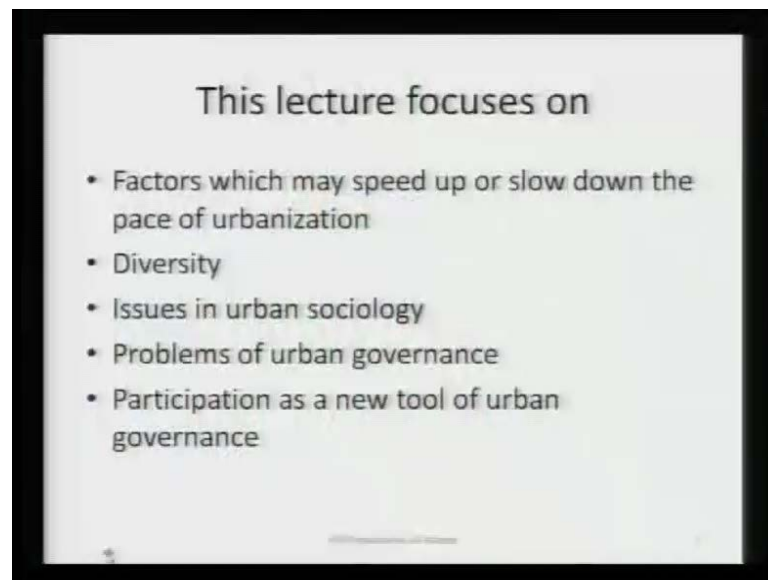 This lecture focuses on
• Factors which may speed up or slow down the
pace of urbanization
• Diversity
• Issues in urban sociology
• Problems of urban governance
• Participation as a new tool of urban
governance